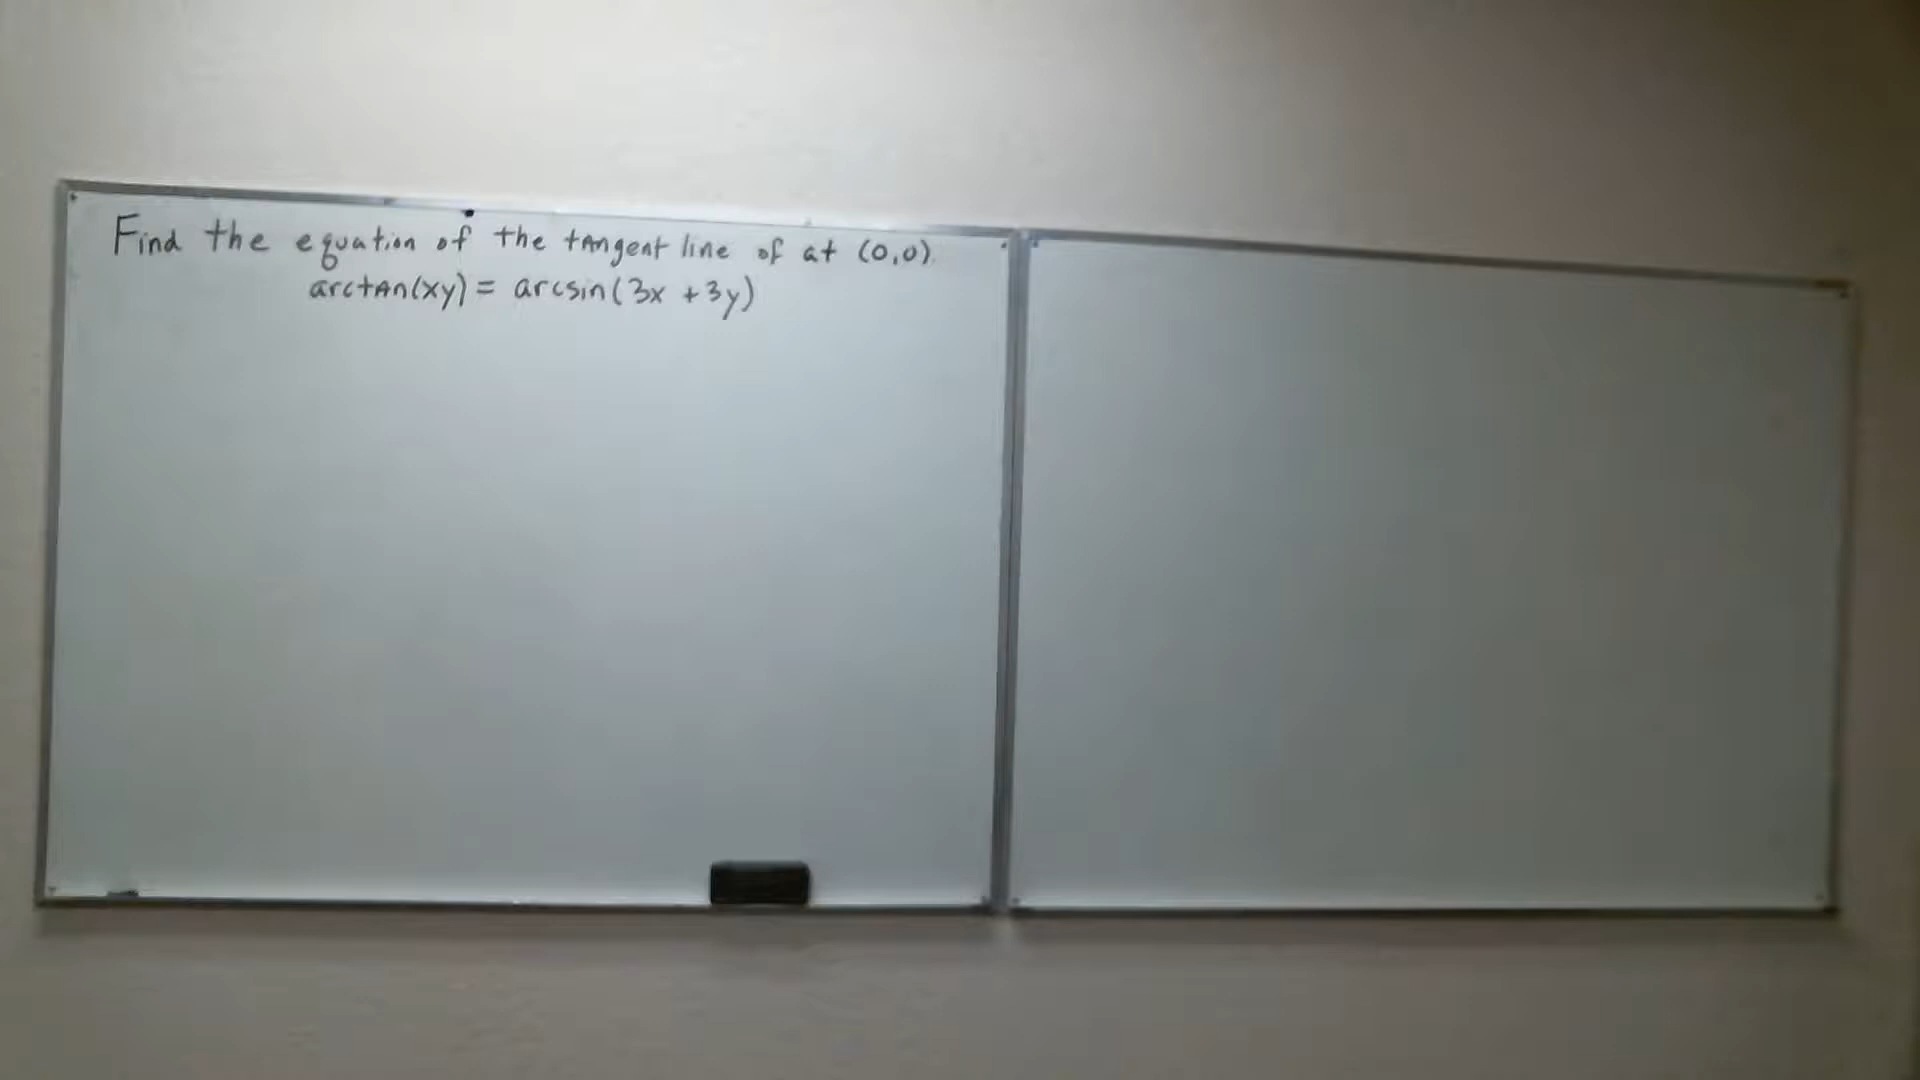 Find the equation of the tangent line of at (0,0).
arctan(xy) = arcsin(3x + 3y)